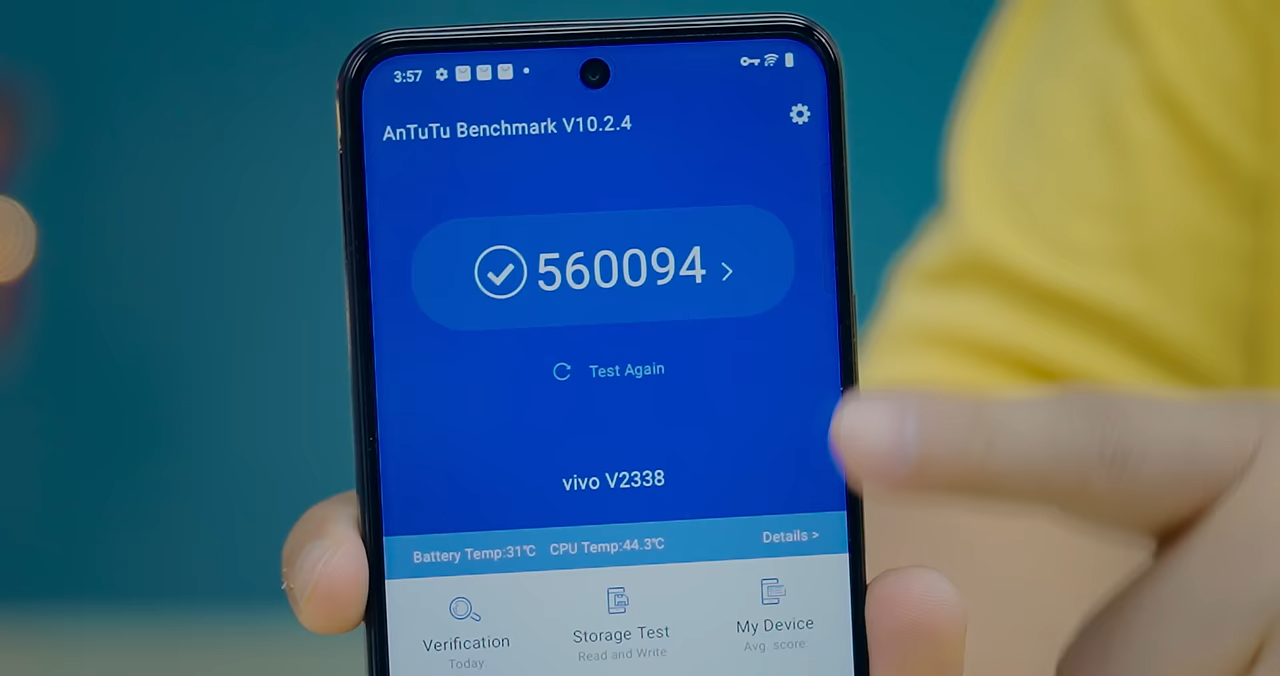 3:57
AnTuTu Benchmark V10.2.4
560094 >
Test Again
vivo V2338
Battery Temp:31℃ CPU Temp:44.3℃ Details >
Verification Storage Test My Device
Today Read and Write Avg. score: